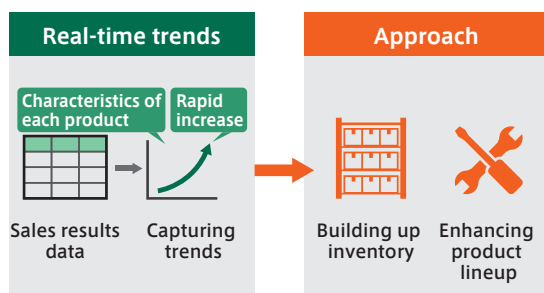 Real-time trends
Characteristics of
each product
Rapid
increase
Sales results
data
Capturing
trends
Approach
Building up
inventory
Enhancing
product
lineup